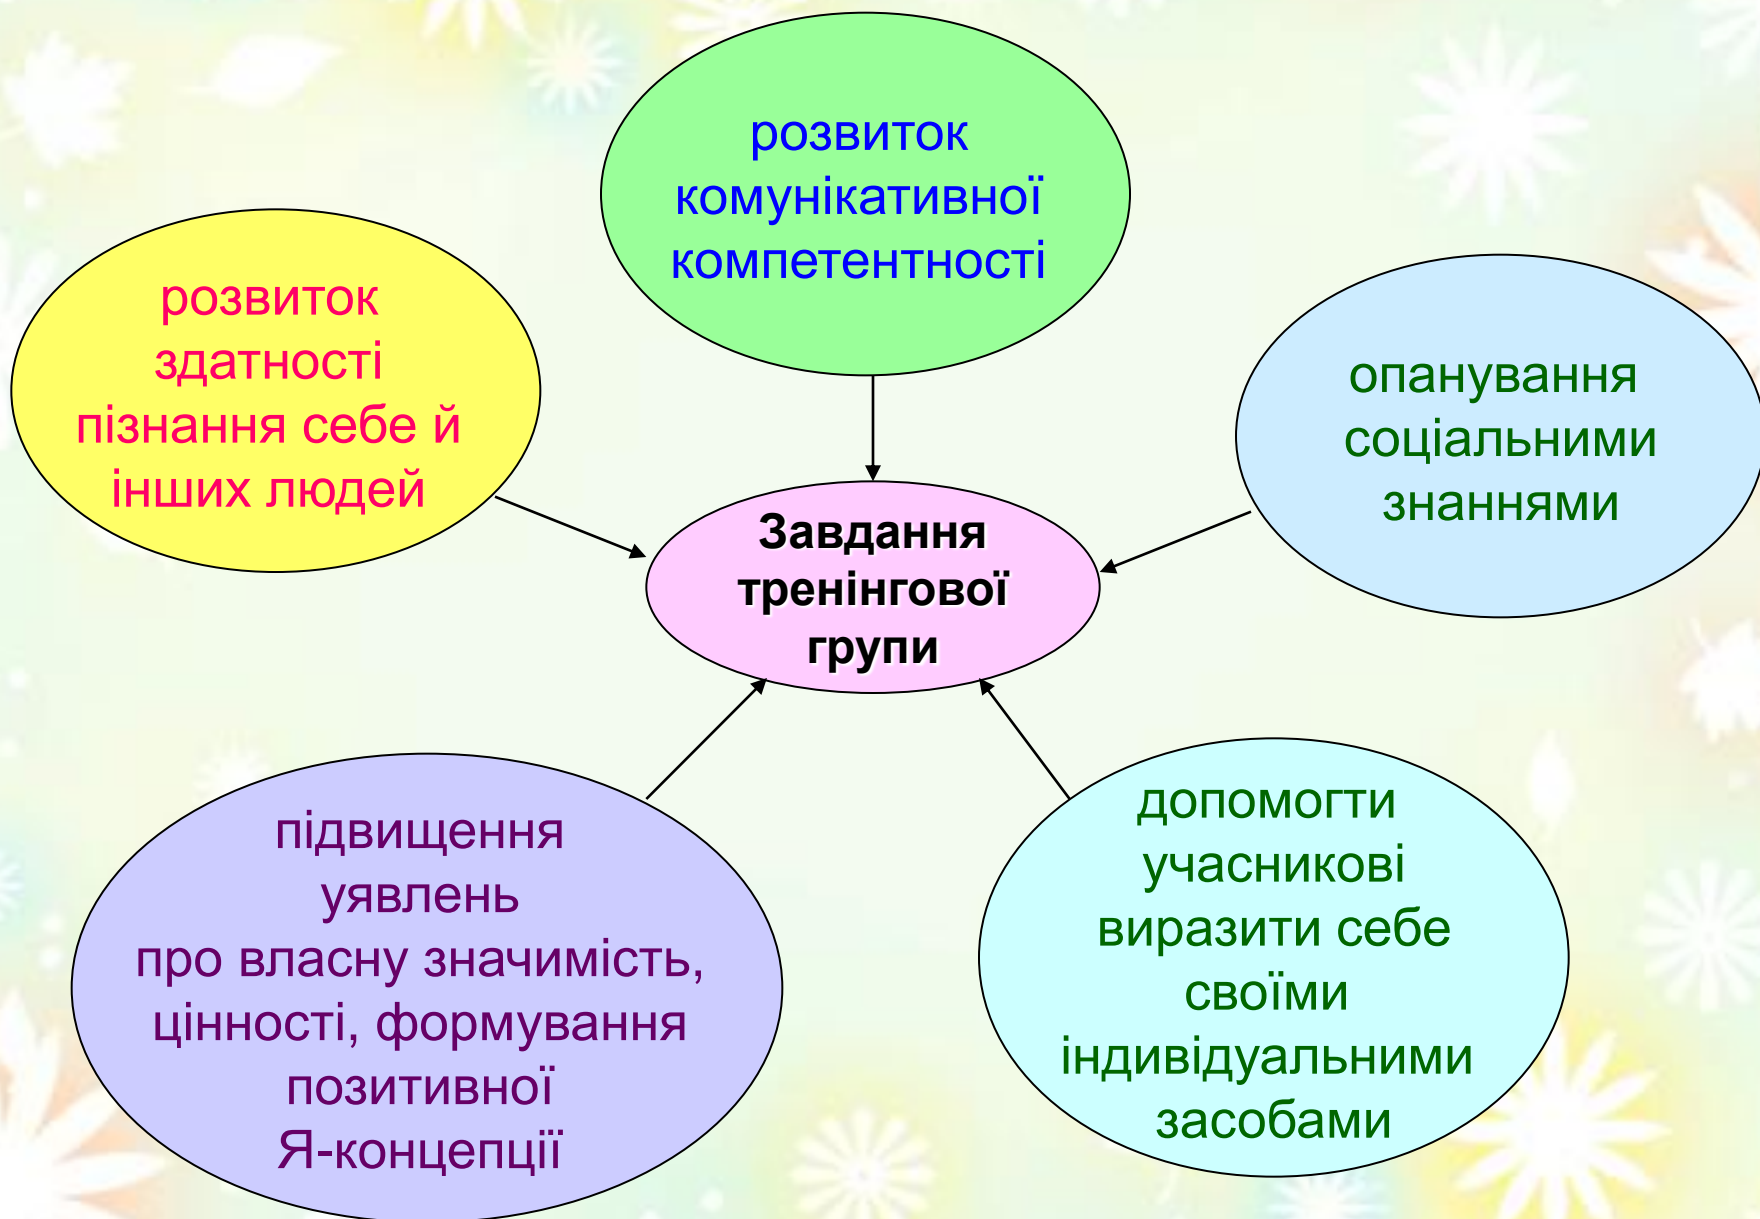 розвиток
комунікативної
компетентності
розвиток
здатності
пізнання себе й
інших людей
опанування
соціальними
знаннями
Завдання
тренінгової
групи
підвищення
уявлень
про власну значимість,
цінності, формування
позитивної
Я-концепції
допомогти
учасникові
виразити себе
своїми
індивідуальними
засобами